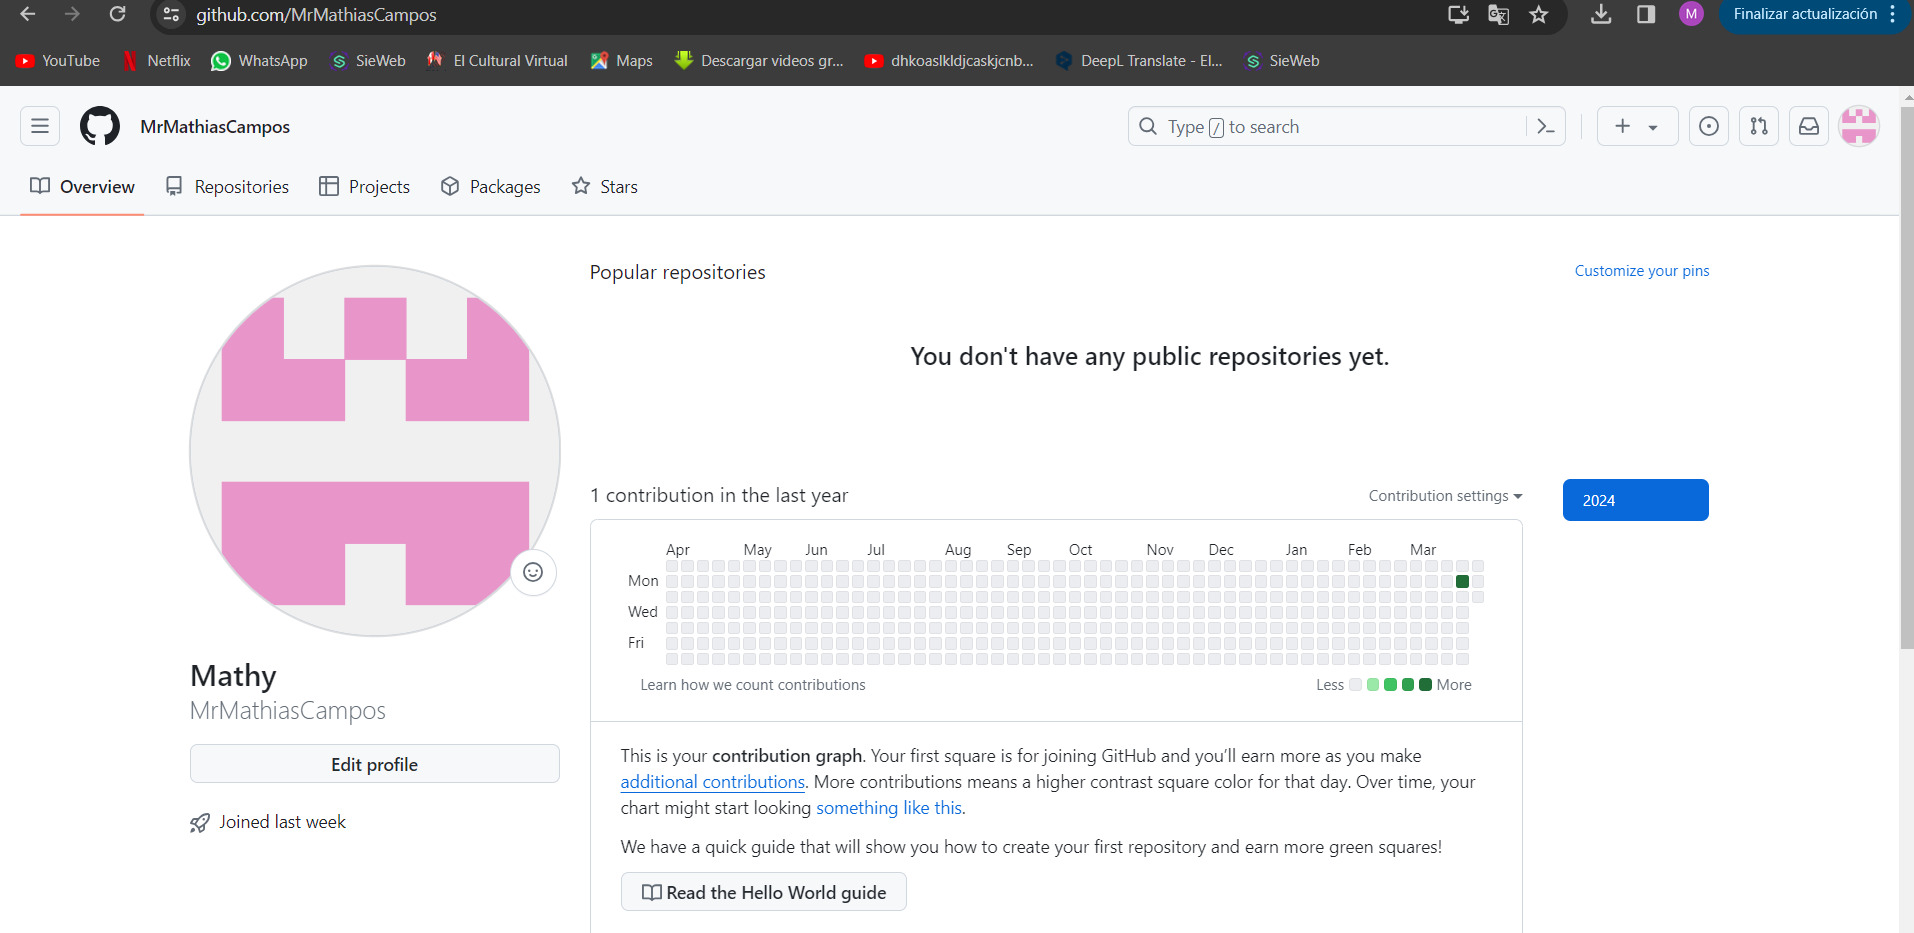 github.com/MrMathiasCampos
M
Finalizar actualización
YouTube
Netflix
WhatsApp
SieWeb
El Cultural Virtual
Maps
Descargar videos gr...
dhkoaslkldjcaskjcnb...
DeepL Translate - El...
SieWeb
MrMathiasCampos
Type / to search
Overview
Repositories
Projects
Packages
Stars
Popular repositories
Customize your pins
You don't have any public repositories yet.
1 contribution in the last year
Contribution settings
2024
Apr May Jun Jul Aug Sep Oct Nov Dec Jan Feb Mar
Mon
Wed
Fri
Learn how we count contributions
Less
More
Mathy
MrMathiasCampos
Edit profile
Joined last week
This is your contribution graph. Your first square is for joining GitHub and you’ll earn more as you make
additional contributions. More contributions means a higher contrast square color for that day. Over time, your
chart might start looking something like this.
We have a quick guide that will show you how to create your first repository and earn more green squares!
Read the Hello World guide